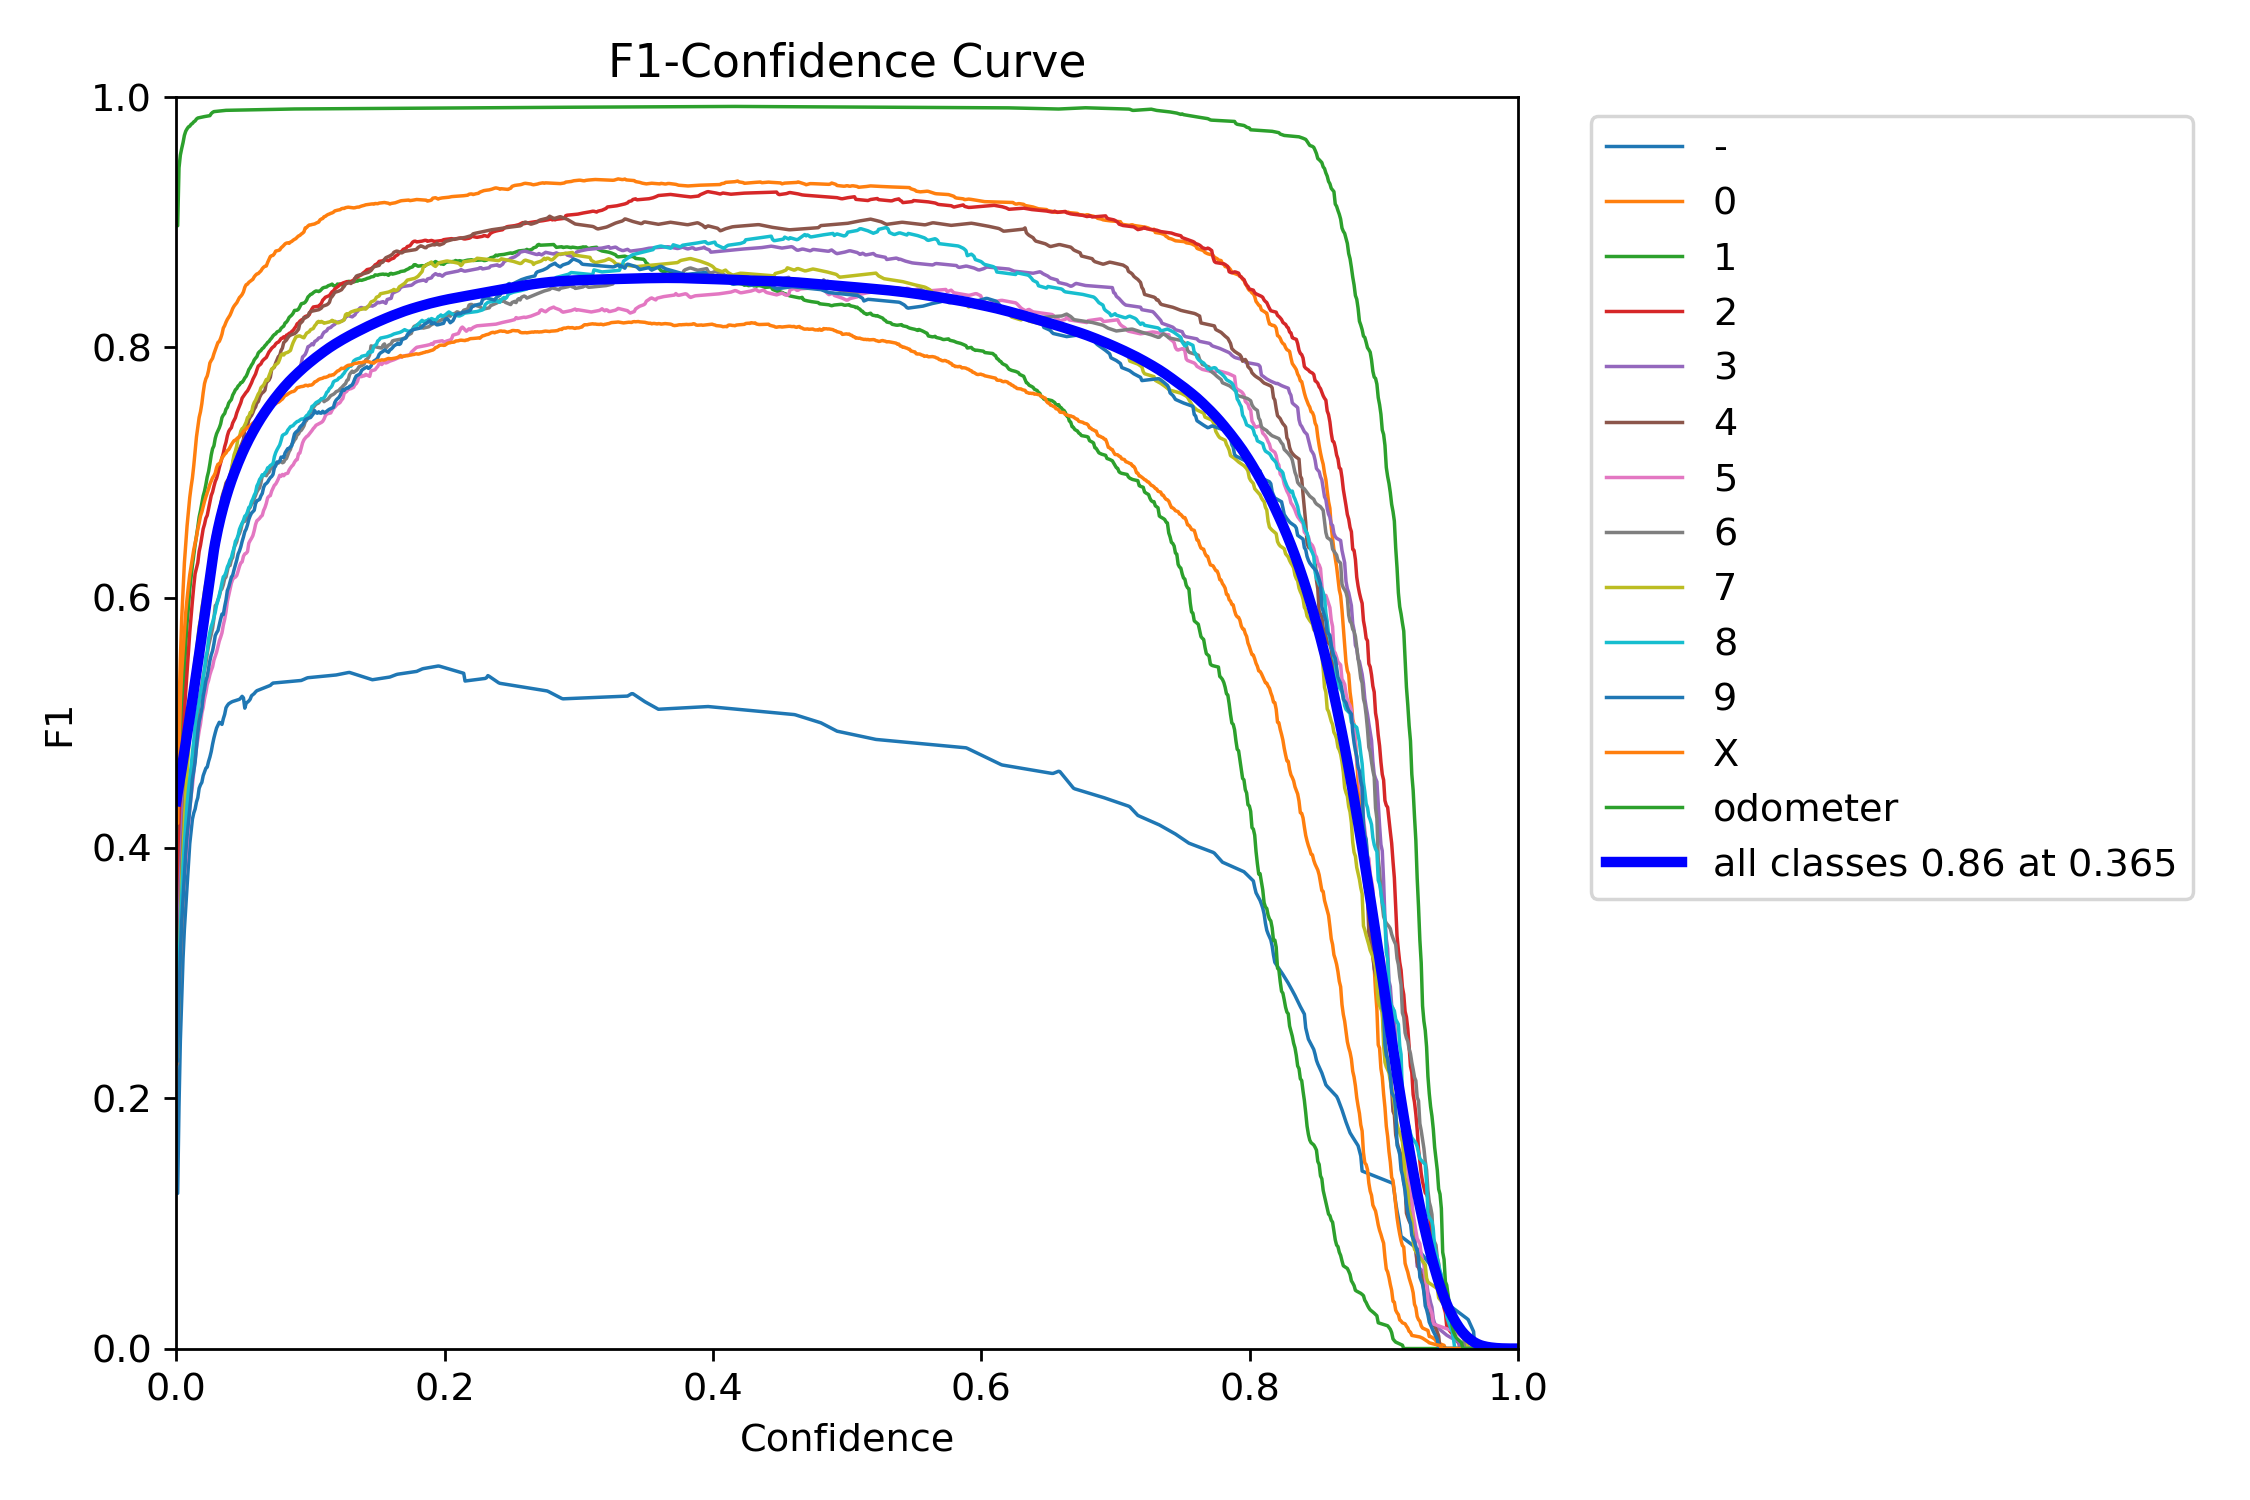 F1-Confidence Curve
1.0
0.8
0.6
0.4
0.2
0.0
F1
0.0 0.2 0.4 0.6 0.8 1.0
Confidence
-
0
1
2
3
4
5
6
7
8
9
X
odometer
all classes 0.86 at 0.365